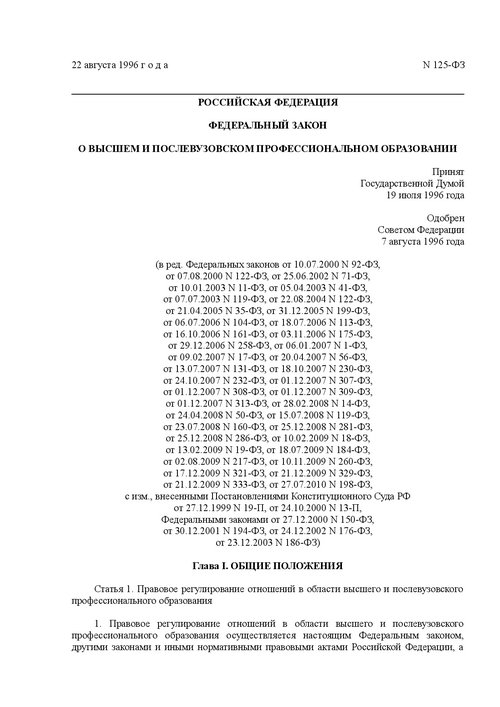 22 августа 1996 г о д а N 125-ФЗ
РОССИЙСКАЯ ФЕДЕРАЦИЯ
ФЕДЕРАЛЬНЫЙ ЗАКОН
О ВЫСШЕМ И ПОСЛЕВУЗОВСКОМ ПРОФЕССИОНАЛЬНОМ ОБРАЗОВАНИИ
Принят
Государственной Думой
19 июля 1996 года
Одобрен
Советом Федерации
7 августа 1996 года
(в ред. Федеральных законов от 10.07.2000 N 92-ФЗ,
от 07.08.2000 N 122-ФЗ, от 25.06.2002 N 71-ФЗ,
от 10.01.2003 N 11-ФЗ, от 05.04.2003 N 41-ФЗ,
от 07.07.2003 N 119-ФЗ, от 22.08.2004 N 122-ФЗ,
от 21.04.2005 N 35-ФЗ, от 31.12.2005 N 199-ФЗ,
от 06.07.2006 N 104-ФЗ, от 18.07.2006 N 113-ФЗ,
от 16.10.2006 N 161-ФЗ, от 03.11.2006 N 175-ФЗ,
от 29.12.2006 N 258-ФЗ, от 06.01.2007 N 1-ФЗ,
от 09.02.2007 N 17-ФЗ, от 20.04.2007 N 56-ФЗ,
от 13.07.2007 N 131-ФЗ, от 18.10.2007 N 230-ФЗ,
от 24.10.2007 N 232-ФЗ, от 01.12.2007 N 307-ФЗ,
от 01.12.2007 N 308-ФЗ, от 01.12.2007 N 309-ФЗ,
от 01.12.2007 N 313-ФЗ, от 28.02.2008 N 14-ФЗ,
от 24.04.2008 N 50-ФЗ, от 15.07.2008 N 119-ФЗ,
от 23.07.2008 N 160-ФЗ, от 25.12.2008 N 281-ФЗ,
от 25.12.2008 N 286-ФЗ, от 10.02.2009 N 18-ФЗ,
от 13.02.2009 N 19-ФЗ, от 18.07.2009 N 184-ФЗ,
от 02.08.2009 N 217-ФЗ, от 10.11.2009 N 260-ФЗ,
от 17.12.2009 N 321-ФЗ, от 21.12.2009 N 329-ФЗ,
от 21.12.2009 N 333-ФЗ, от 27.07.2010 N 198-ФЗ,
с изм., внесенными Постановлениями Конституционного Суда РФ
от 27.12.1999 N 19-П, от 24.10.2000 N 13-П,
Федеральными законами от 27.12.2000 N 150-ФЗ,
от 30.12.2001 N 194-ФЗ, от 24.12.2002 N 176-ФЗ,
от 23.12.2003 N 186-ФЗ)
Глава I. ОБЩИЕ ПОЛОЖЕНИЯ
Статья 1. Правовое регулирование отношений в области высшего и послевузовского
профессионального образования
1. Правовое регулирование отношений в области высшего и послевузовского
профессионального образования осуществляется настоящим Федеральным законом,
другими законами и иными нормативными правовыми актами Российской Федерации, а